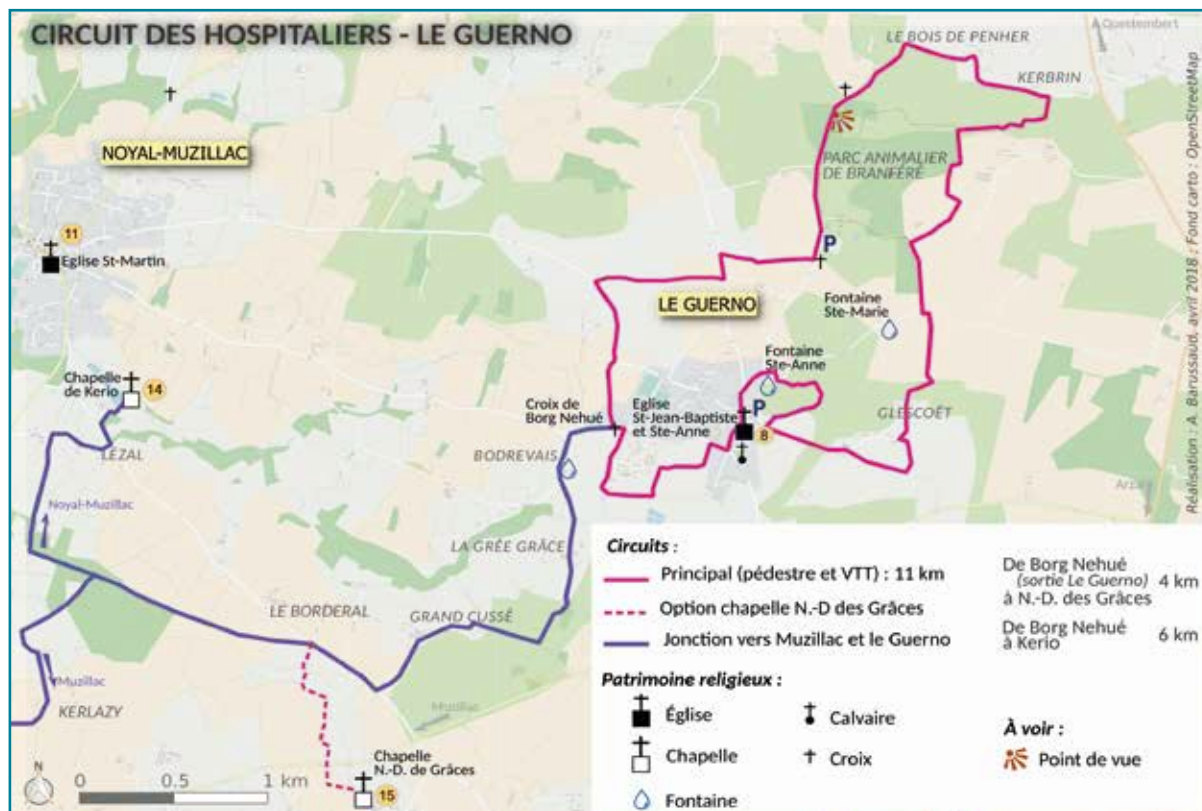 CIRCUIT DES HOSPITALIERS - LE GUERNO
Questembert
LE BOIS DE PENHER
KERBRIN
NOYAL-MUZILLAC
PARC ANIMALIER
DE BRANFÉRÉ
11
Eglise St-Martin
P
LE GUERNO
Fontaine
Ste-Marie
Fontaine
Ste-Anne
Chapelle
de Kerio
14
Croix de
Borg Nehué
Eglise
St-Jean-Baptiste
et Ste-Anne
P
8
GLESCOËT
LÉZAL
BODREVAIS
Noyal-Muzillac
LA GRÉE GRÂCE
LE BORDERAL
GRAND CUSSÉ
Muzillac
KERLAZY
Muzillac
Chapelle
N.-D. de Grâces
15
N
0 0.5 1 km
Circuits :
Principal (pédestre et VTT) : 11 km
Option chapelle N.-D des Grâces
Jonction vers Muzillac et le Guerno
De Borg Nehué
(sortie Le Guerno) 4 km
à N.-D. des Grâces
De Borg Nehué
à Kerio 6 km
Patrimoine religieux :
Église
Chapelle
Fontaine
Calvaire
Croix
À voir :
Point de vue
Réalisation : A. Barussaud, avril 2018 ; Fond carto : OpenStreetMap